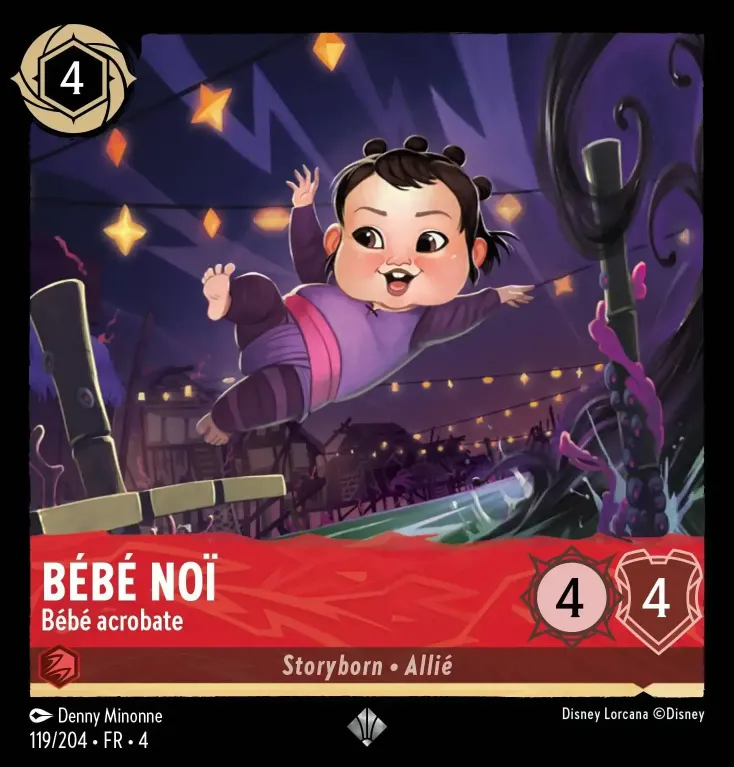 4
BÉBÉ NOÏ
Bébé acrobate
4
4
Storyborn • Allié
Denny Minonne
Disney Lorcana ©Disney
119/204 • FR • 4